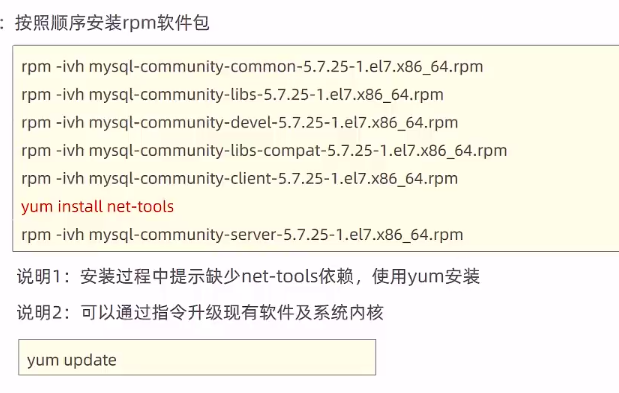 ：按照顺序安装rpm软件包
rpm -ivh mysql-community-common-5.7.25-1.el7.x86_64.rpm
rpm -ivh mysql-community-libs-5.7.25-1.el7.x86_64.rpm
rpm -ivh mysql-community-devel-5.7.25-1.el7.x86_64.rpm
rpm -ivh mysql-community-libs-compat-5.7.25-1.el7.x86_64.rpm
rpm -ivh mysql-community-client-5.7.25-1.el7.x86_64.rpm
yum install net-tools
rpm -ivh mysql-community-server-5.7.25-1.el7.x86_64.rpm
说明1：安装过程中提示缺少net-tools依赖，使用yum安装
说明2：可以通过指令升级现有软件及系统内核
yum update